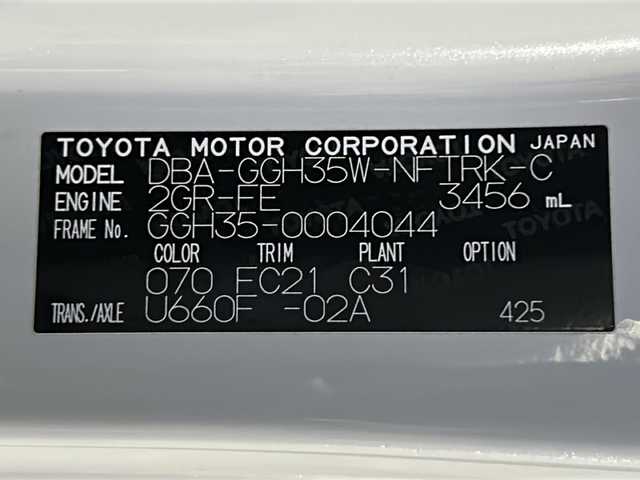 TOYOTA MOTOR CORPORATION JAPAN
MODEL DBA-GGH35W-NFTRK-C
ENGINE 2GR-FE 3456 mL
FRAME No. GGH35-0004044
COLOR TRIM PLANT OPTION
070 FC21 C31
TRANS./AXLE U660F -02A 425